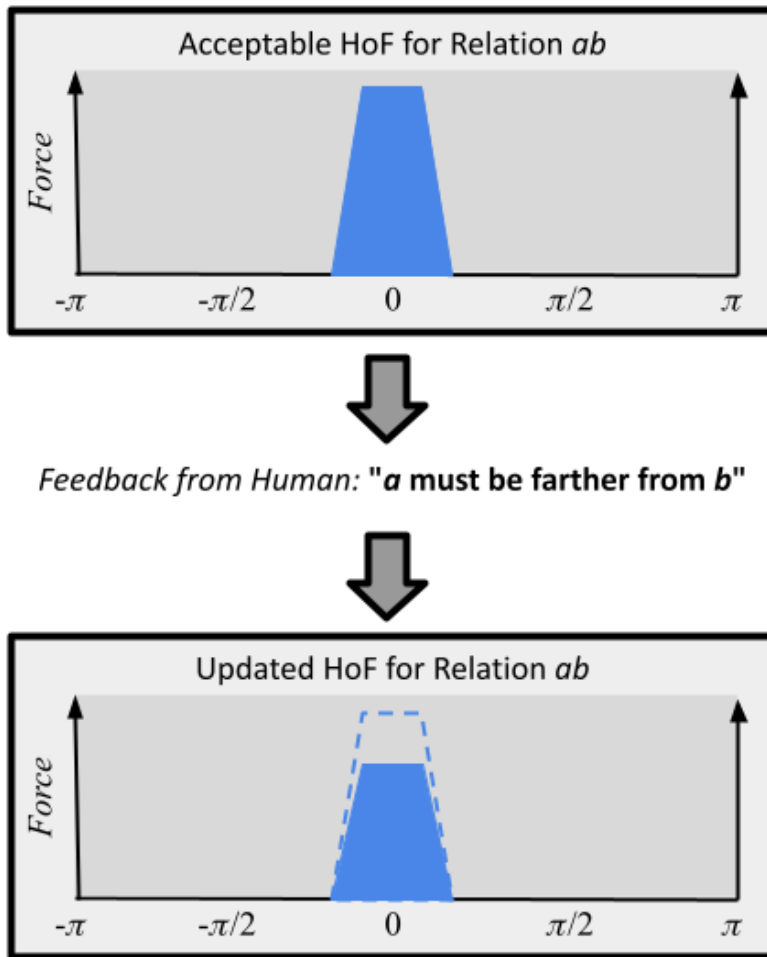 Acceptable HoF for Relation ab
Force
-π -π/2 0 π/2 π
Feedback from Human: "a must be farther from b"
Updated HoF for Relation ab
Force
-π -π/2 0 π/2 π